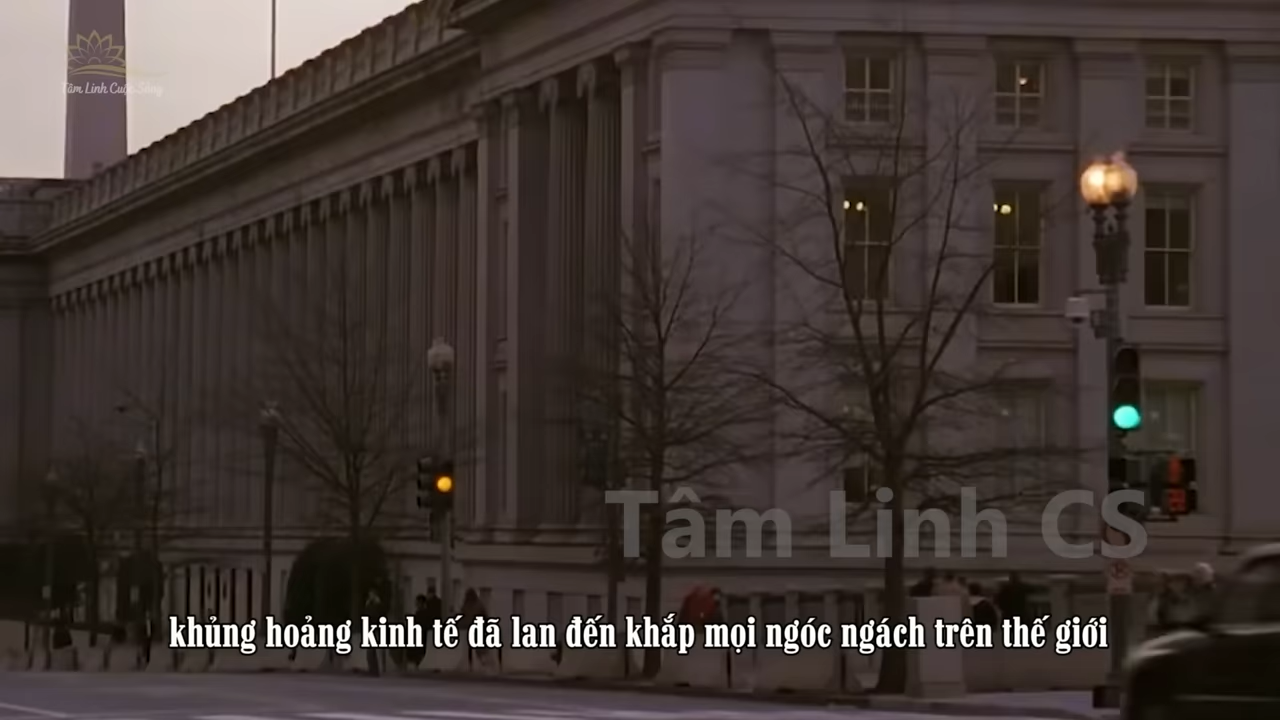 Tâm Linh Cuộc Sống
Tâm Linh CS
khủng hoảng kinh tế đã lan đến khắp mọi ngóc ngách trên thế giới